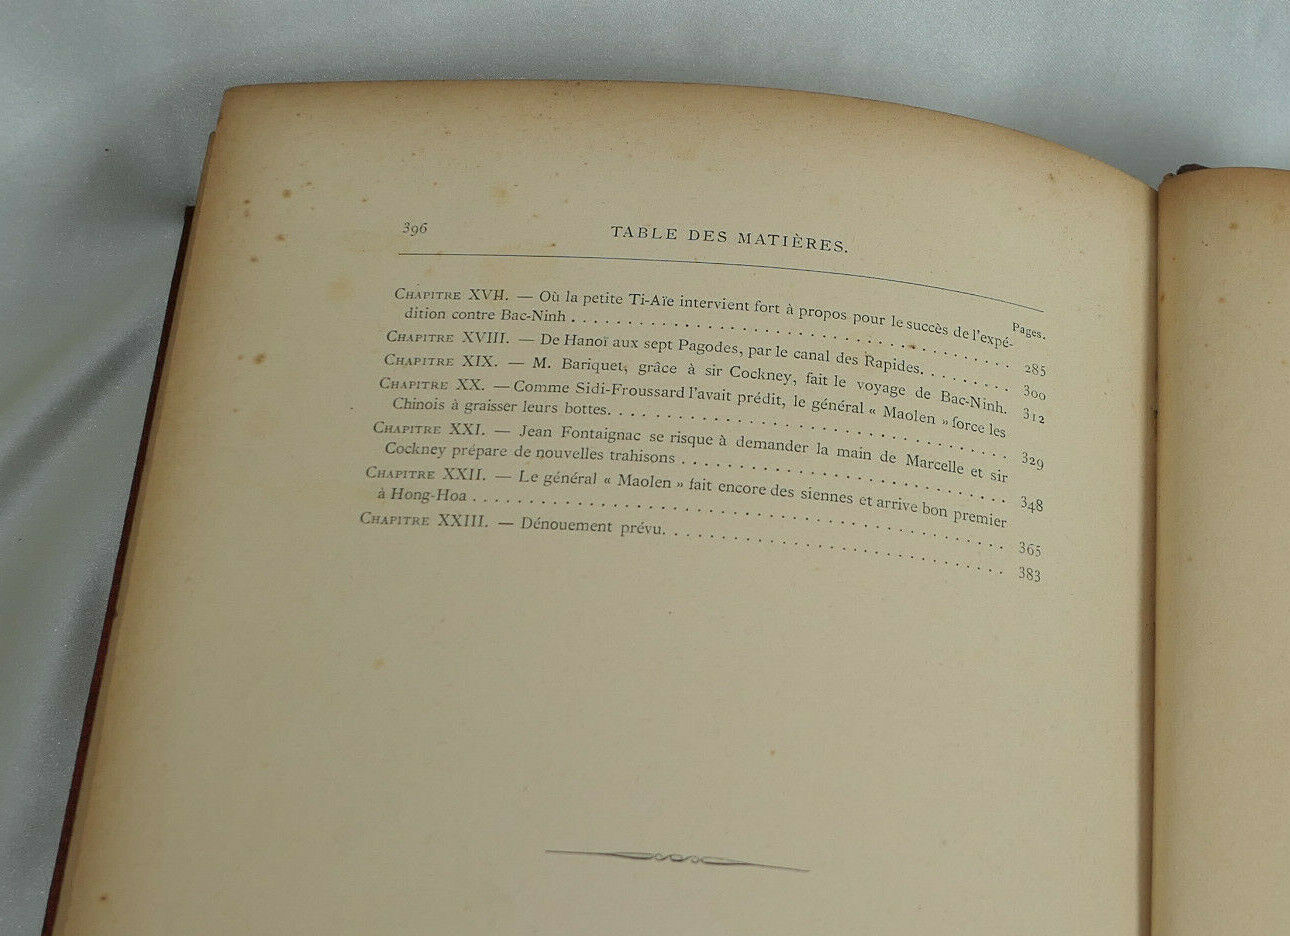 396
TABLE DES MATIÈRES.
Pages.
CHAPITRE XVII. — Où la petite Ti-Aïe intervient fort à propos pour le succès de l'expé-
dition contre Bac-Ninh . . . . . . . . . . . . . . . . . . . . . . . . . . . . 285
CHAPITRE XVIII. — De Hanoï aux sept Pagodes, par le canal des Rapides. . . . . . . . . 300
CHAPITRE XIX. — M. Bariquet, grâce à sir Cockney, fait le voyage de Bac-Ninh. 312
CHAPITRE XX. — Comme Sidi-Froussard l'avait prédit, le général « Maolen » force les
Chinois à graisser leurs bottes. . . . . . . . . . . . . . . . . . . . . . . . . 329
CHAPITRE XXI. — Jean Fontaignac se risque à demander la main de Marcelle et sir
Cockney prépare de nouvelles trahisons . . . . . . . . . . . . . . . . . . . . 348
CHAPITRE XXII. — Le général « Maolen » fait encore des siennes et arrive bon premier
à Hong-Hoa . . . . . . . . . . . . . . . . . . . . . . . . . . . . . . . . . . 365
CHAPITRE XXIII. — Dénouement prévu. . . . . . . . . . . . . . . . . . . . . . . . 383